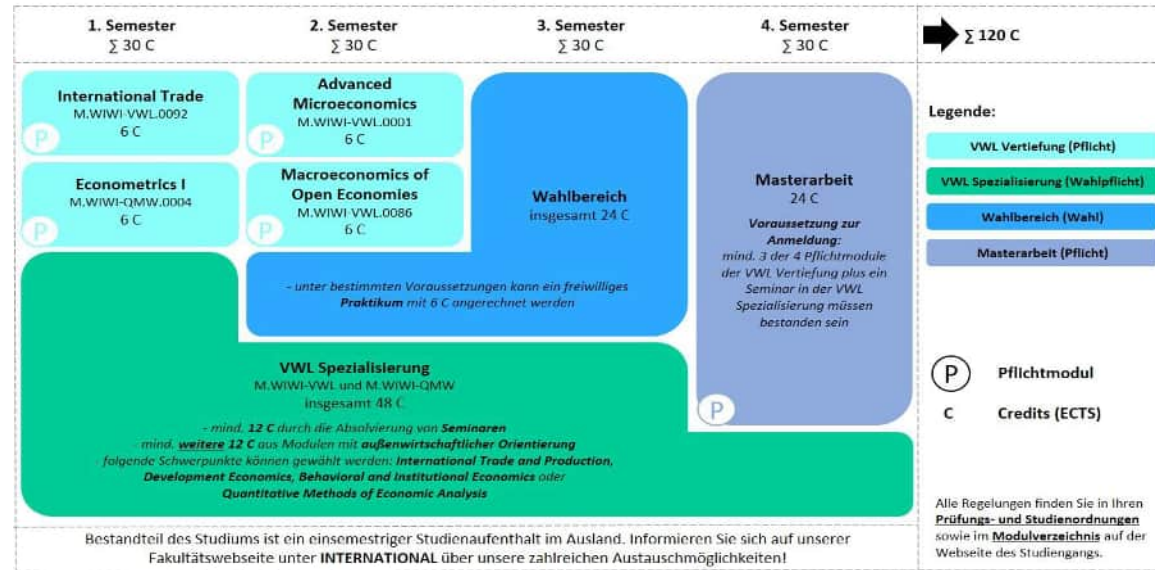 1. Semester
∑ 30 C
2. Semester
∑ 30 C
3. Semester
∑ 30 C
4. Semester
∑ 30 C
∑ 120 C
International Trade
M.WIWI-VWL.0092
6 C
P
Advanced
Microeconomics
M.WIWI-VWL.0001
6 C
P
Econometrics I
M.WIWI-QMW.0004
6 C
P
Macroeconomics of
Open Economies
M.WIWI-VWL.0086
6 C
P
Wahlbereich
insgesamt 24 C
- unter bestimmten Voraussetzungen kann ein freiwilliges
Praktikum mit 6 C angerechnet werden
Masterarbeit
24 C
Voraussetzung zur
Anmeldung:
mind. 3 der 4 Pflichtmodule
der VWL Vertiefung plus ein
Seminar in der VWL
Spezialisierung müssen
bestanden sein
P
VWL Spezialisierung
M.WIWI-VWL und M.WIWI-QMW
insgesamt 48 C
- mind. 12 C durch die Absolvierung von Seminaren
- mind. weitere 12 C aus Modulen mit außenwirtschaftlicher Orientierung
- folgende Schwerpunkte können gewählt werden: International Trade and Production,
Development Economics, Behavioral and Institutional Economics oder
Quantitative Methods of Economic Analysis
Legende:
VWL Vertiefung (Pflicht)
VWL Spezialisierung (Wahlpflicht)
Wahlbereich (Wahl)
Masterarbeit (Pflicht)
P Pflichtmodul
C Credits (ECTS)
Alle Regelungen finden Sie in Ihren
Prüfungs- und Studienordnungen
sowie im Modulverzeichnis auf der
Webseite des Studiengangs.
Bestandteil des Studiums ist ein einsemestriger Studienaufenthalt im Ausland. Informieren Sie sich auf unserer
Fakultätswebseite unter INTERNATIONAL über unsere zahlreichen Austauschmöglichkeiten!